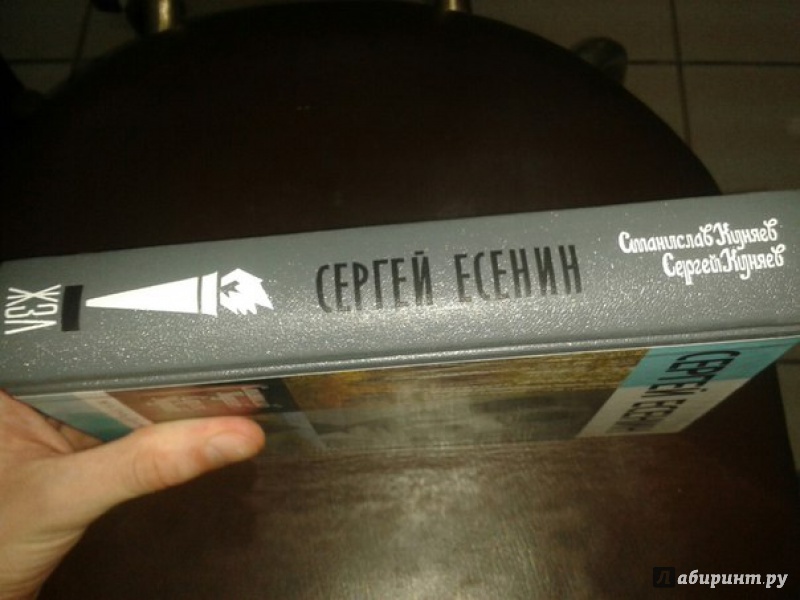 ЖЗЛ
СЕРГЕЙ ЕСЕНИН
Станислав Куняев
Сергей Куняев
СЕРГЕЙ ЕСЕНИН
Лабиринт.ру